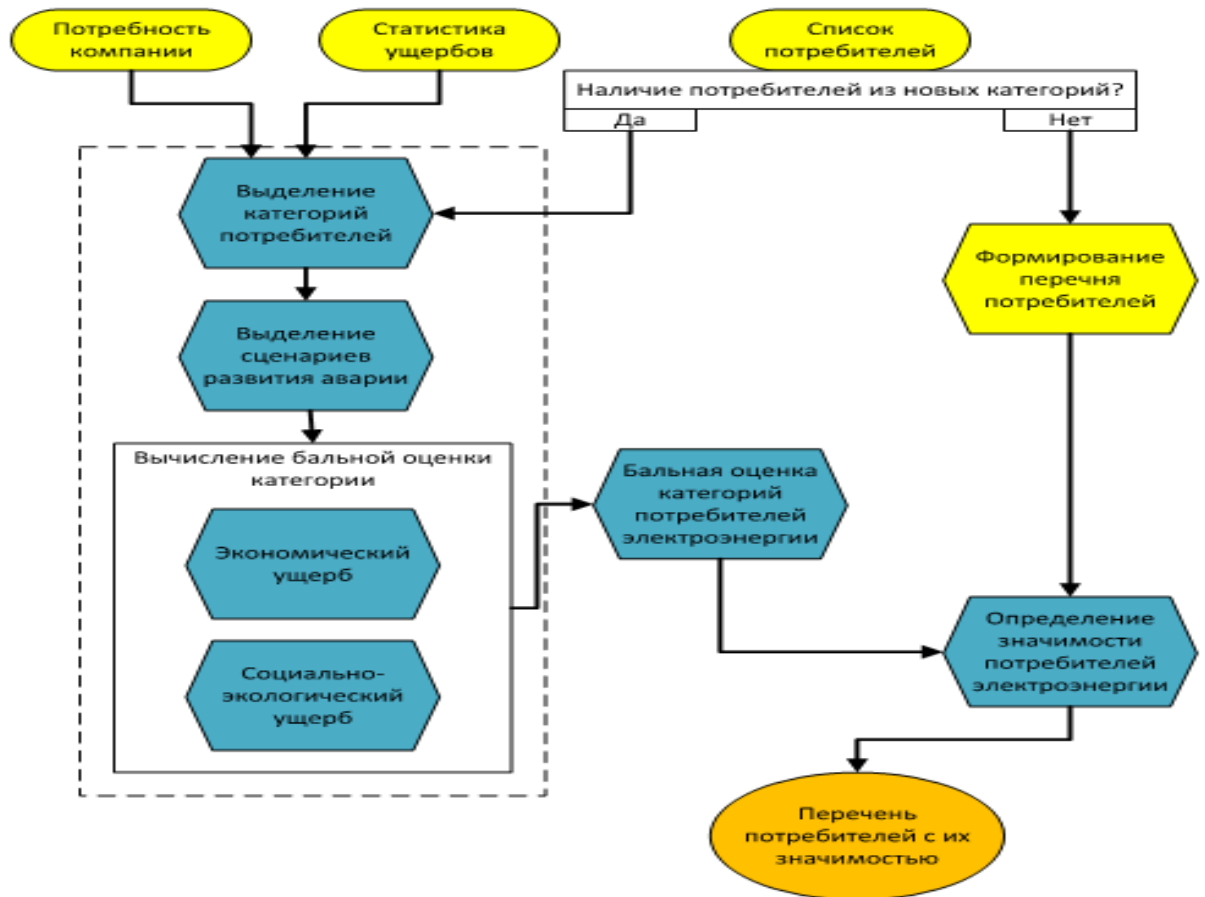 Потребность
компании
Статистика
ущербов
Список
потребителей
Наличие потребителей из новых категорий?
Да
Нет
Выделение
категорий
потребителей
Формирование
перечня
потребителей
Выделение
сценариев
развития аварии
Вычисление бальной оценки
категории
Экономический
ущерб
Социально-
экологический
ущерб
Бальная оценка
категорий
потребителей
электроэнергии
Определение
значимости
потребителей
электроэнергии
Перечень
потребителей с их
значимостью